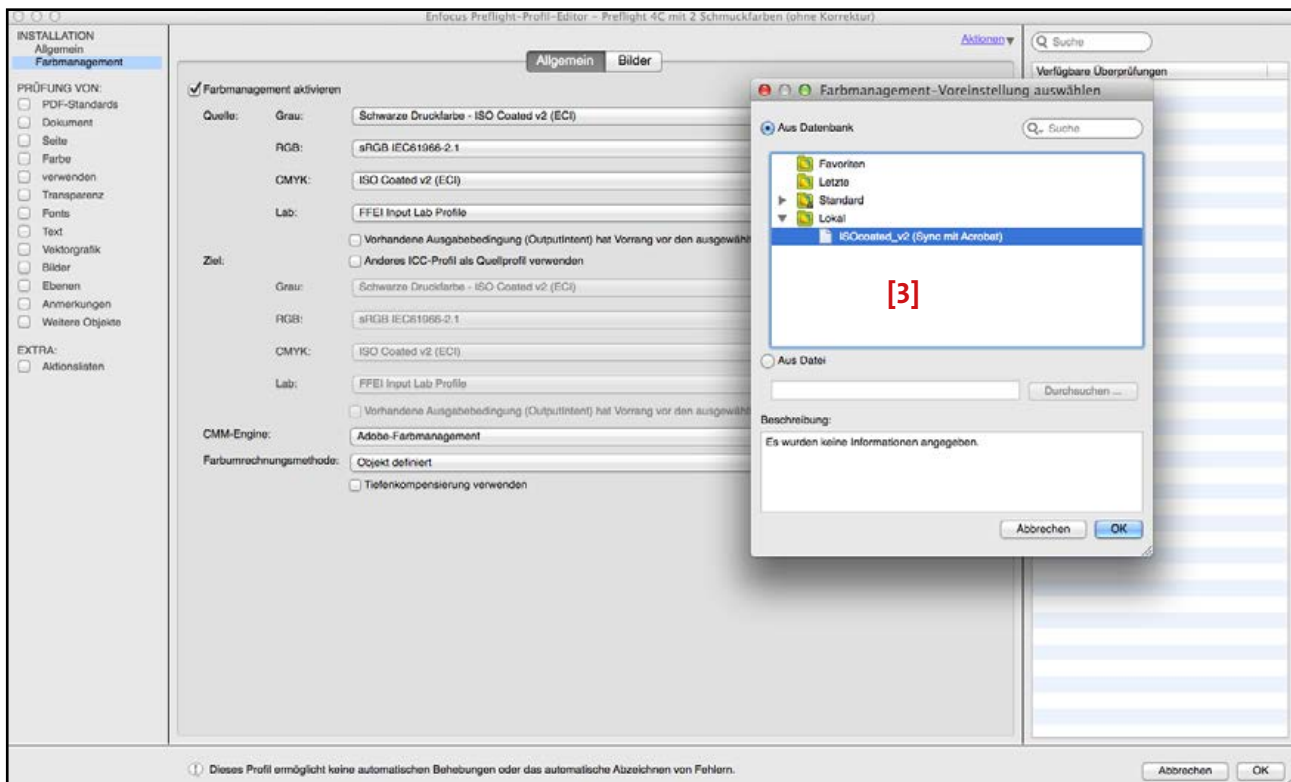 Enfocus Preflight-Profil-Editor - Preflight 4C mit 2 Schmuckfarben (ohne Korrektur)
INSTALLATION
Allgemein
Farbmanagement
PRÜFUNG VON:
PDF-Standards
Dokument
Seite
Farbe
verwenden
Transparenz
Fonts
Text
Vektorgrafik
Bilder
Ebenen
Anmerkungen
Weitere Objekte
EXTRA:
Aktionslisten
Aktionen
Allgemein Bilder
Farbmanagement aktivieren
Quelle: Grau: Schwarze Druckfarbe - ISO Coated v2 (ECI)
RGB: sRGB IEC61966-2.1
CMYK: ISO Coated v2 (ECI)
Lab: FFEI Input Lab Profile
Vorhandene Ausgabebedingung (OutputIntent) hat Vorrang vor den ausgewähl
Ziel: Anderes ICC-Profil als Quellprofil verwenden
Grau: Schwarze Druckfarbe - ISO Coated v2 (ECI)
RGB: sRGB IEC61966-2.1
CMYK: ISO Coated v2 (ECI)
Lab: FFEI Input Lab Profile
Vorhandene Ausgabebedingung (OutputIntent) hat Vorrang vor den ausgewähl
CMM-Engine: Adobe-Farbmanagement
Farbumrechnungsmethode: Objekt definiert
Tiefenkompensierung verwenden
Suche
Verfügbare Überprüfungen
Farbmanagement-Voreinstellung auswählen
Aus Datenbank
Suche
Favoriten
Letzte
Standard
Lokal
ISOcoated_v2 (Sync mit Acrobat)
[3]
Aus Datei
Durchsuchen ...
Beschreibung:
Es wurden keine Informationen angegeben.
Abbrechen OK
Dieses Profil ermöglicht keine automatischen Behebungen oder das automatische Abzeichnen von Fehlern.
Abbrechen OK